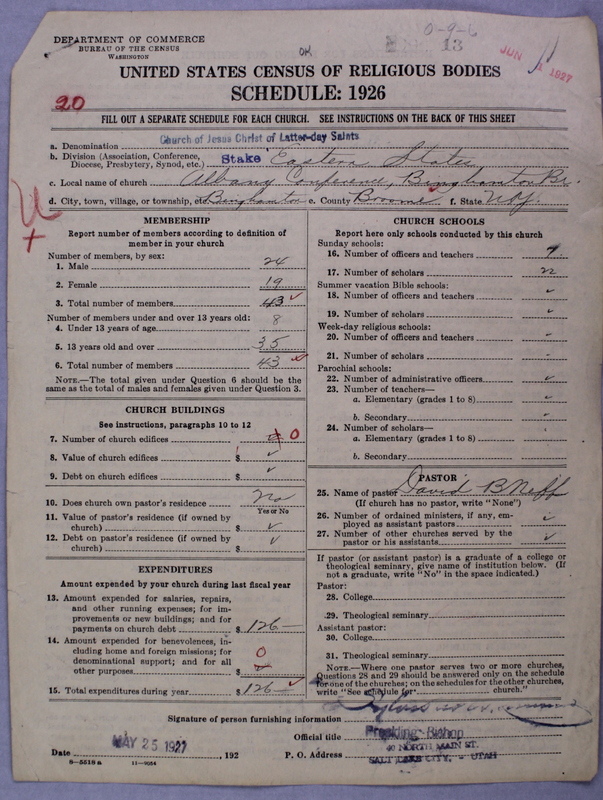 DEPARTMENT OF COMMERCE
BUREAU OF THE CENSUS
WASHINGTON
OK
13
JUN 1 1927
UNITED STATES CENSUS OF RELIGIOUS BODIES
SCHEDULE: 1926
20
FILL OUT A SEPARATE SCHEDULE FOR EACH CHURCH. SEE INSTRUCTIONS ON THE BACK OF THIS SHEET
a. Denomination Church of Jesus Christ of Latter-day Saints
b. Division (Association, Conference, Diocese, Presbytery, Synod, etc.) Stake Eastern States
c. Local name of church Albany Conference, Binghamton Br.
d. City, town, village, or township, etc. Binghamton e. County Broome f. State N.Y.
MEMBERSHIP
Report number of members according to definition of
member in your church
Number of members, by sex:
1. Male 24
2. Female 19
3. Total number of members 43
Number of members under and over 13 years old:
4. Under 13 years of age 8
5. 13 years old and over 35
6. Total number of members 43
NOTE.—The total given under Question 6 should be
same as the total of males and females given under Question 3.
CHURCH BUILDINGS
See instructions, paragraphs 10 to 12
7. Number of church edifices 0
8. Value of church edifices $
9. Debt on church edifices $
10. Does church own pastor's residence No
Yes or No
11. Value of pastor's residence (if owned by
church) $
12. Debt on pastor's residence (if owned by
church) $
EXPENDITURES
Amount expended by your church during last fiscal year
13. Amount expended for salaries, repairs,
and other running expenses; for im-
provements or new buildings; and for
payments on church debt $ 126—
14. Amount expended for benevolences, in-
cluding home and foreign missions; for
denominational support; and for all
other purposes 0
15. Total expenditures during year $ 126—
CHURCH SCHOOLS
Report here only schools conducted by this church
Sunday schools:
16. Number of officers and teachers 7
17. Number of scholars 22
Summer vacation Bible schools:
18. Number of officers and teachers
19. Number of scholars
Week-day religious schools:
20. Number of officers and teachers
21. Number of scholars
Parochial schools:
22. Number of administrative officers
23. Number of teachers—
a. Elementary (grades 1 to 8)
b. Secondary
24. Number of scholars—
a. Elementary (grades 1 to 8)
b. Secondary
PASTOR
25. Name of pastor David B Neff
(If church has no pastor, write "None")
26. Number of ordained ministers, if any, em-
ployed as assistant pastors
27. Number of other churches served by the
pastor or his assistants
If pastor (or assistant pastor) is a graduate of a college or
theological seminary, give name of institution below. (If
not a graduate, write "No" in the space indicated.)
Pastor:
28. College
29. Theological seminary
Assistant pastor:
30. College
31. Theological seminary
NOTE.—Where one pastor serves two or more churches,
Questions 28 and 29 should be answered only on the schedule
for one of the churches; on the schedules for the other churches,
write "See schedule for church."
Signature of person furnishing information
Official title Presiding Bishop
Date MAY 25 1927, 192 P. O. Address 40 NORTH MAIN ST.
SALT LAKE CITY, - UTAH
8—5518a 11—9064